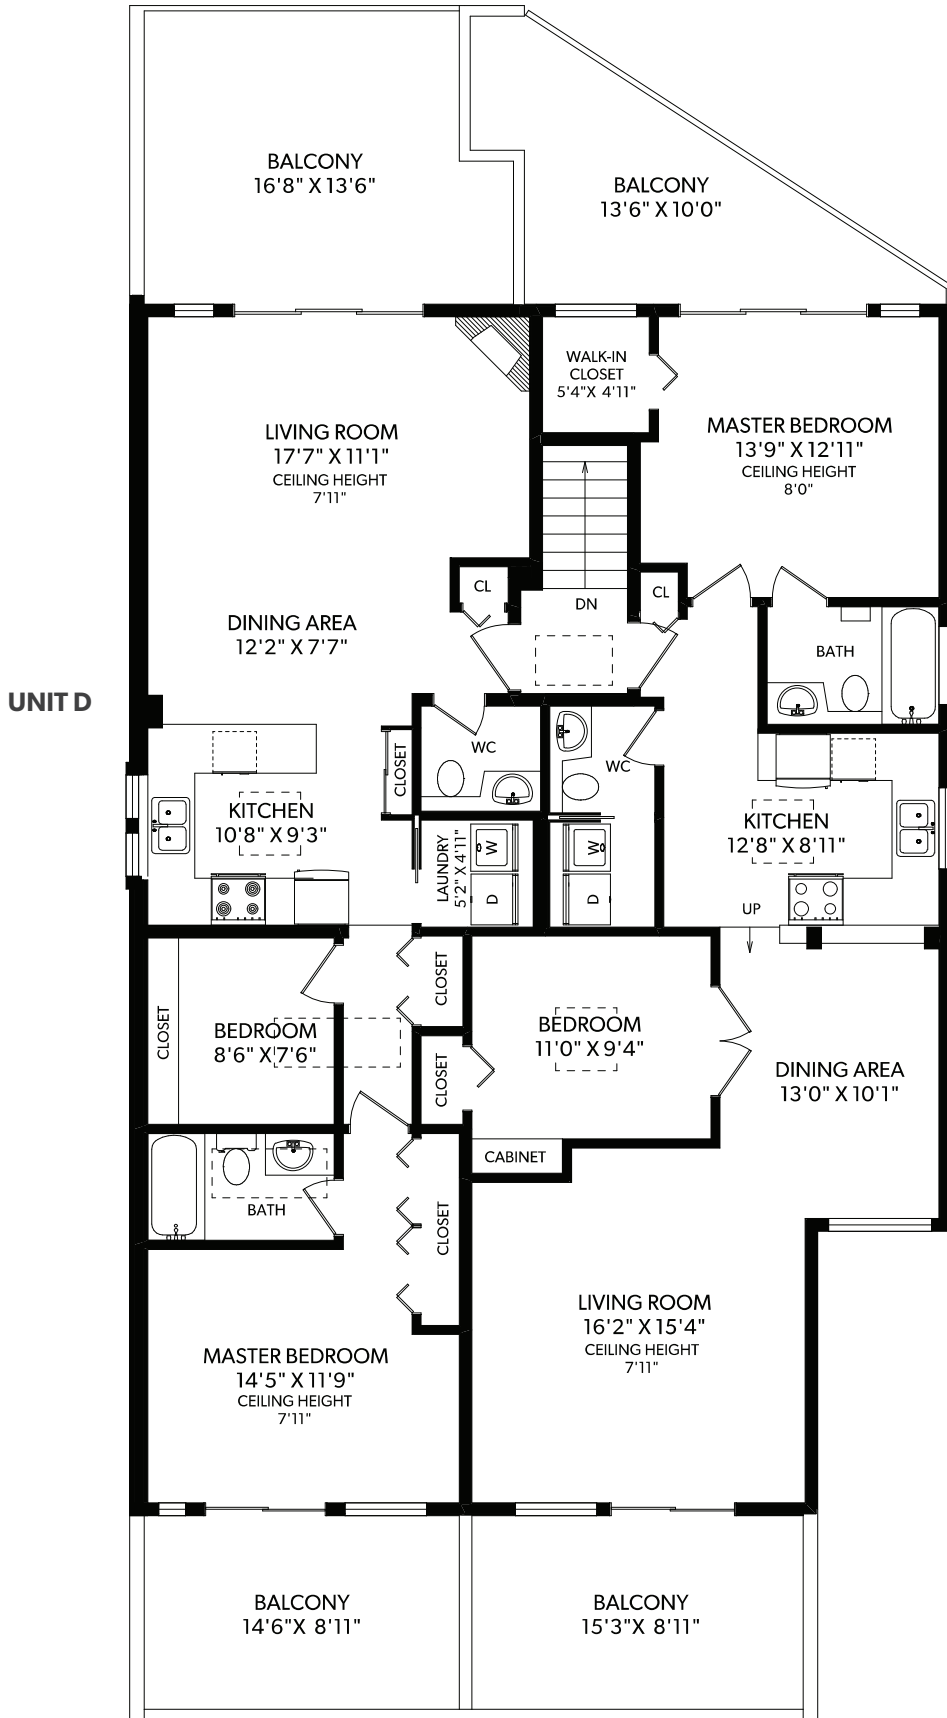 BALCONY
16'8" X 13'6"
BALCONY
13'6" X 10'0"
WALK-IN
CLOSET
5'4"X 4'11"
LIVING ROOM
17'7" X 11'1"
CEILING HEIGHT
7'11"
MASTER BEDROOM
13'9" X 12'11"
CEILING HEIGHT
8'0"
CL
DN
CL
DINING AREA
12'2" X 7'7"
BATH
UNIT D
WC
WC
CLOSET
KITCHEN
10'8" X 9'3"
LAUNDRY
5'2" X 4'11"
W
D
W
D
KITCHEN
12'8" X 8'11"
UP
CLOSET
BEDROOM
8'6" X 7'6"
CLOSET
BEDROOM
11'0" X 9'4"
CLOSET
DINING AREA
13'0" X 10'1"
CABINET
BATH
CLOSET
LIVING ROOM
16'2" X 15'4"
CEILING HEIGHT
7'11"
MASTER BEDROOM
14'5" X 11'9"
CEILING HEIGHT
7'11"
BALCONY
14'6"X 8'11"
BALCONY
15'3"X 8'11"